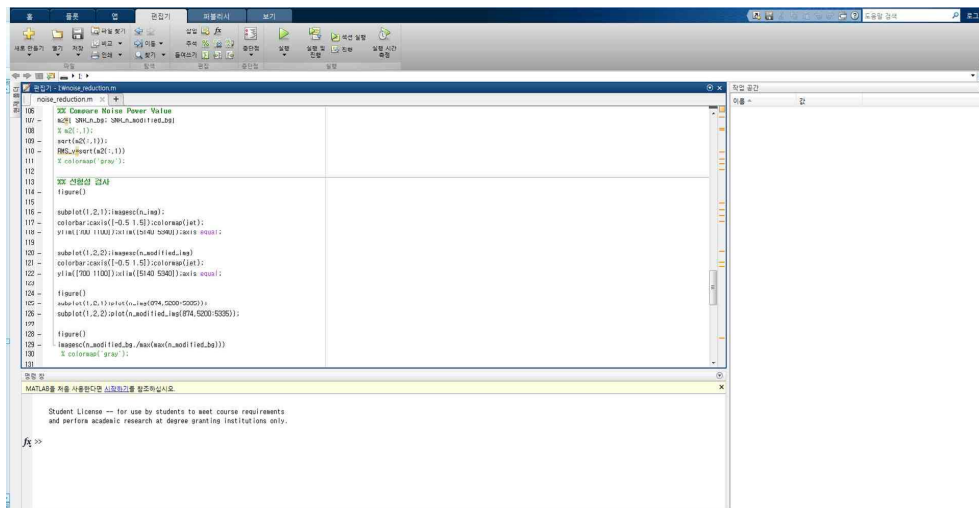 홈 플롯 앱 편집기 퍼블리시 보기
도움말 검색
로그
새로 만들기 열기 저장
파일 찾기
비교
인쇄
이동
찾기
삽입
주석
들여쓰기
중단점
실행
실행 및 진행
섹션 실행
진행
실행 시간 측정
파일 탐색 편집 중단점 실행
편집기 - I:\noise_reduction.m
noise_reduction.m
106 %% Compare Noise Power Value
107 - m2=[ SNR_n_bg; SNR_n_modified_bg]
108 % m2(:,1);
109 - sqrt(m2(:,1));
110 - RMS_v=sqrt(m2(:,1))
111 % colormap('gray');
112
113 %% 선형성 검사
114 - figure()
115
116 - subplot(1,2,1);imagesc(n_img);
117 - colorbar;caxis([-0.5 1.5]);colormap(jet);
118 - ylim([700 1100]);xlim([5140 5340]);axis equal;
119
120 - subplot(1,2,2);imagesc(n_modified_img)
121 - colorbar;caxis([-0.5 1.5]);colormap(jet);
122 - ylim([700 1100]);xlim([5140 5340]);axis equal;
123
124 - figure()
125 - subplot(1,2,1);plot(n_img(874,5200:5335));
126 - subplot(1,2,2);plot(n_modified_img(874,5200:5335));
127
128 - figure()
129 - imagesc(n_modified_bg./max(max(n_modified_bg)))
130 % colormap('gray');
131
명령 창
MATLAB을 처음 사용한다면 시작하기를 참조하십시오.
Student License -- for use by students to meet course requirements
and perform academic research at degree granting institutions only.
fx >>
작업 공간
이름 값